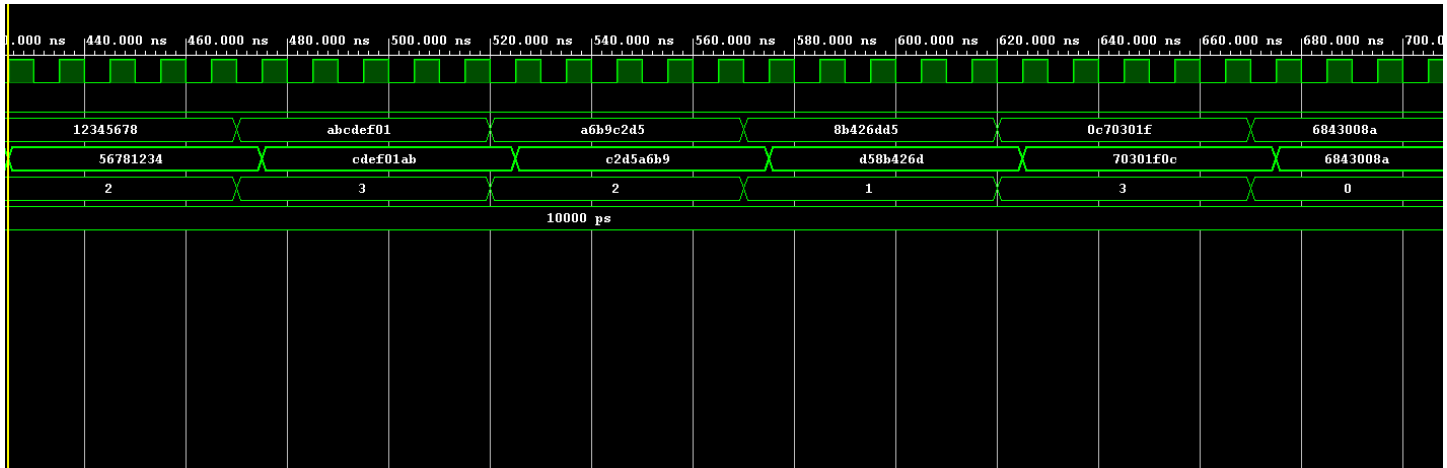 ).000 ns 440.000 ns 460.000 ns 480.000 ns 500.000 ns 520.000 ns 540.000 ns 560.000 ns 580.000 ns 600.000 ns 620.000 ns 640.000 ns 660.000 ns 680.000 ns 700.0
12345678 abcdef01 a6b9c2d5 8b426dd5 0c70301f 6843008a
56781234 cdef01ab c2d5a6b9 d58b426d 70301f0c 6843008a
2 3 2 1 3 0
10000 ps